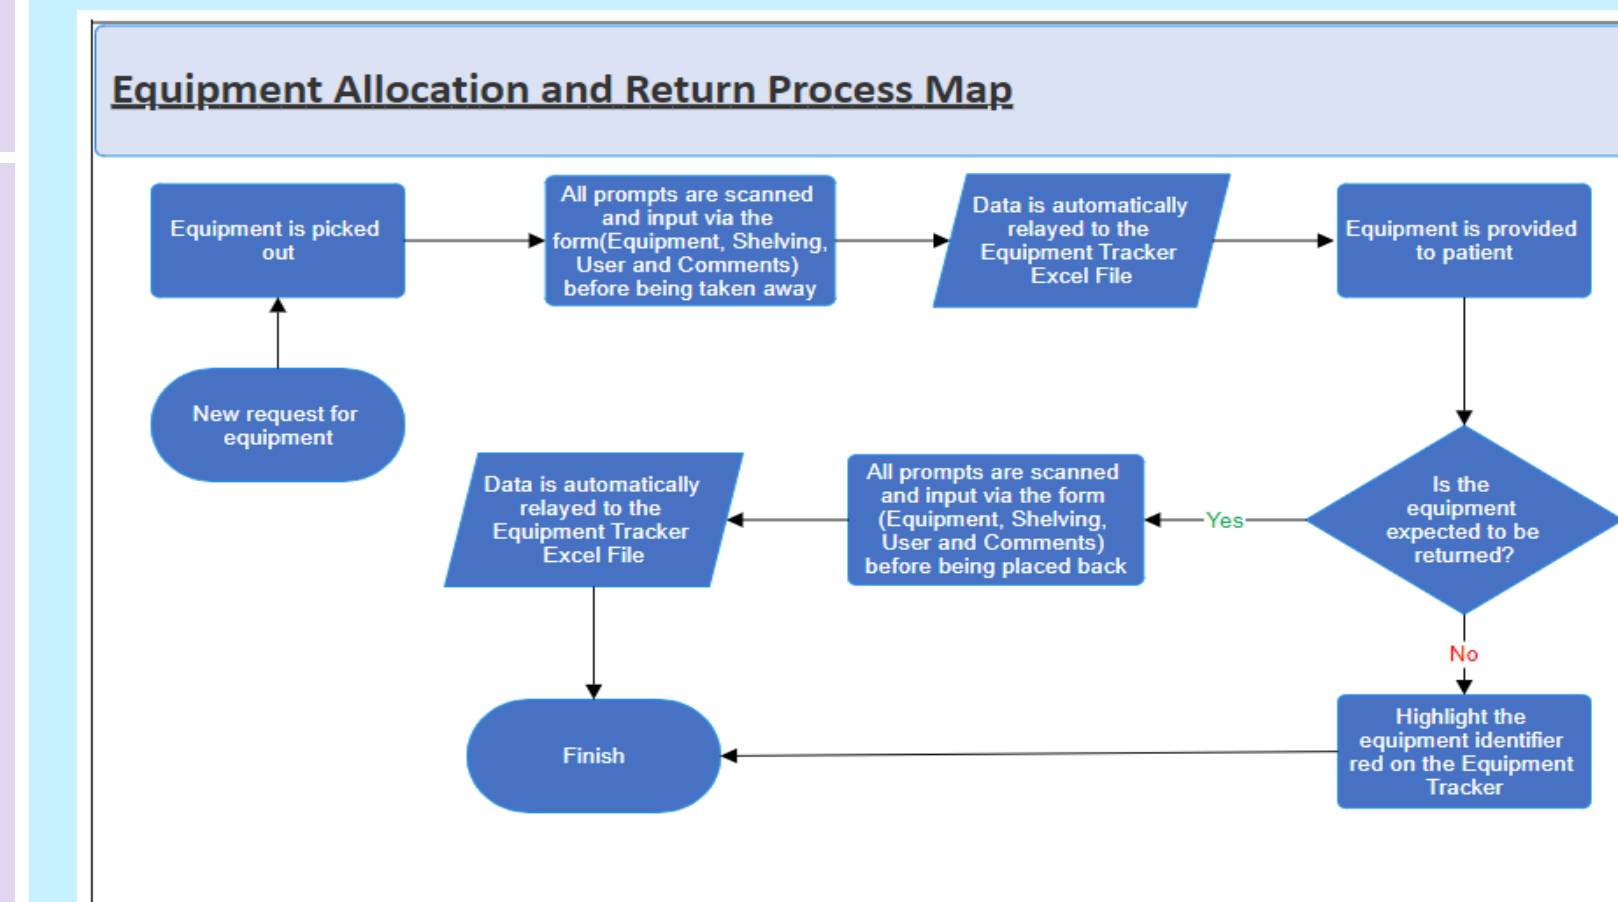 Equipment Allocation and Return Process Map
Equipment is picked
out
All prompts are scanned
and input via the
form(Equipment, Shelving,
User and Comments)
before being taken away
Data is automatically
relayed to the
Equipment Tracker
Excel File
Equipment is provided
to patient
New request for
equipment
Is the
equipment
expected to be
returned?
Yes
All prompts are scanned
and input via the form
(Equipment, Shelving,
User and Comments)
before being placed back
Data is automatically
relayed to the
Equipment Tracker
Excel File
No
Highlight the
equipment identifier
red on the Equipment
Tracker
Finish